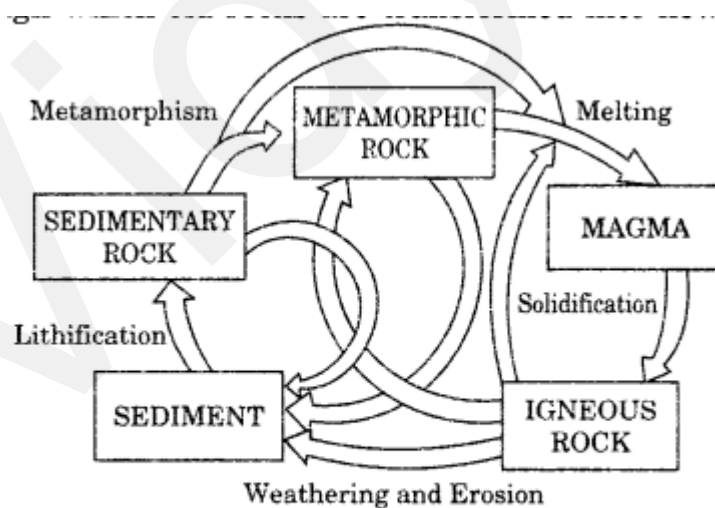 Metamorphism
METAMORPHIC
ROCK
Melting
SEDIMENTARY
ROCK
MAGMA
Solidification
Lithification
SEDIMENT
IGNEOUS
ROCK
Weathering and Erosion